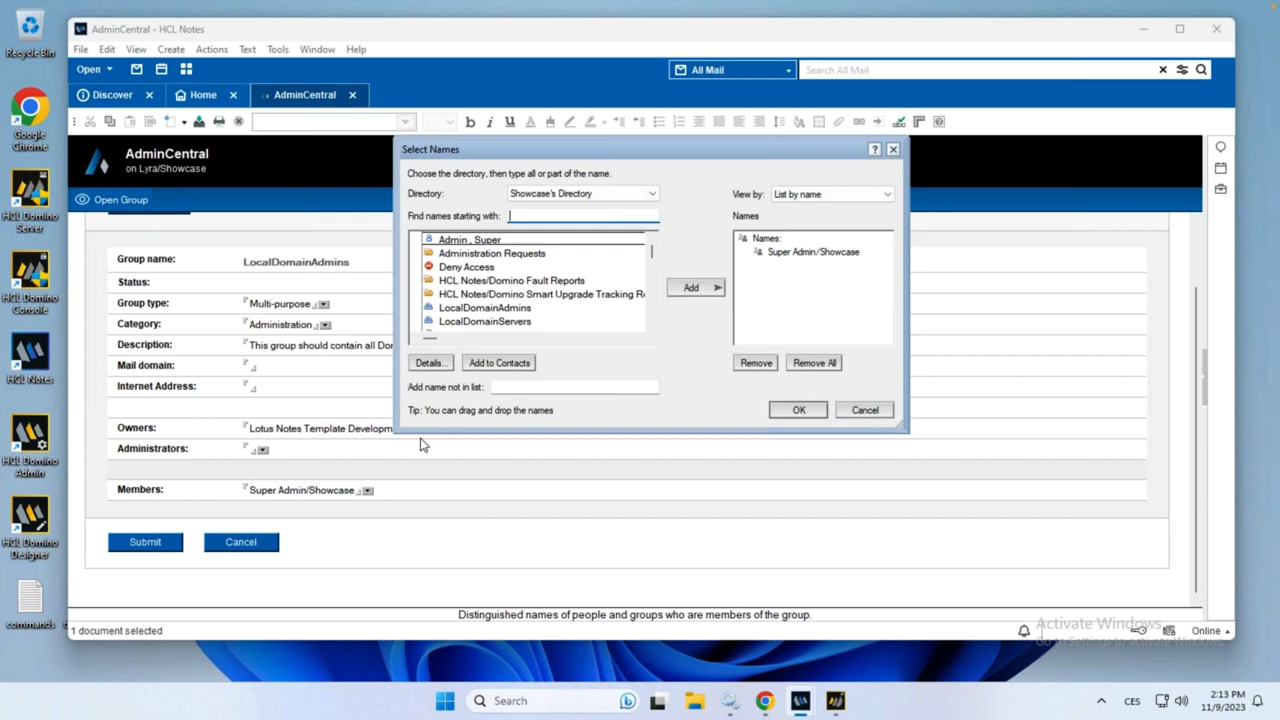 Recycle Bin
Google
Chrome
HCL Domino
Server
HCL Domino
Console
HCL Notes
HCL Domino
Admin
HCL Domino
Designer
commands
AdminCentral - HCL Notes
File Edit View Create Actions Text Tools Window Help
Open
All Mail
Search All Mail
Discover
Home
AdminCentral
AdminCentral
on Lyra/Showcase
Open Group
Group name: LocalDomainAdmins
Status:
Group type: Multi-purpose
Category: Administration
Description: This group should contain all Do
Mail domain:
Internet Address:
Owners: Lotus Notes Template Developm
Administrators:
Members: Super Admin/Showcase
Submit
Cancel
Distinguished names of people and groups who are members of the group.
1 document selected
Online
Select Names
Choose the directory, then type all or part of the name.
Directory: Showcase's Directory
View by: List by name
Find names starting with:
Names
Admin , Super
Administration Requests
Deny Access
HCL Notes/Domino Fault Reports
HCL Notes/Domino Smart Upgrade Tracking R
LocalDomainAdmins
LocalDomainServers
Add
Names:
Super Admin/Showcase
Details...
Add to Contacts
Remove
Remove All
Add name not in list:
Tip: You can drag and drop the names
OK
Cancel
Activate Windows
Go to Settings to activate Windows.
Search
CES
2:13 PM
11/9/2023